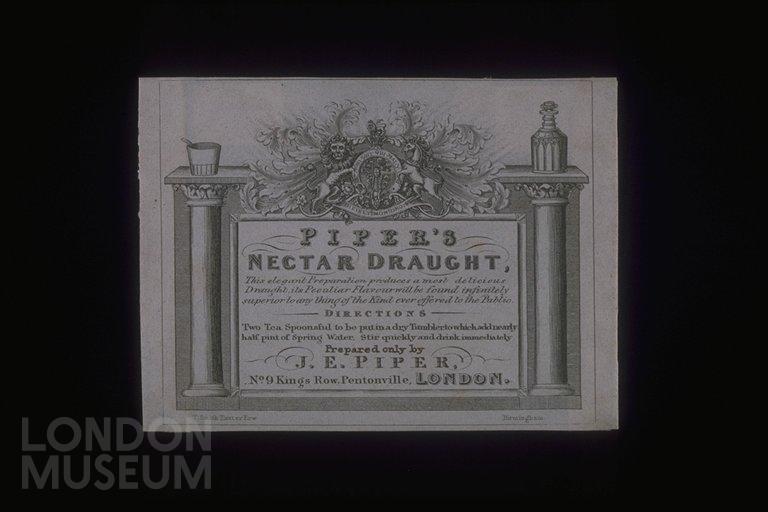 PIPER'S
NECTAR DRAUGHT,
This elegant Preparation produces a most delicious
Draught, its Peculiar Flavour will be found infinitely
superior to any thing of the Kind ever offered to the Public.
DIRECTIONS
Two Tea Spoonsful to be put in a dry Tumbler to which add nearly
half pint of Spring Water, Stir quickly and drink immediately
Prepared only by
J. E. PIPER,
No 9 Kings Row, Pentonville, LONDON.
Birmingham
LONDON
MUSEUM